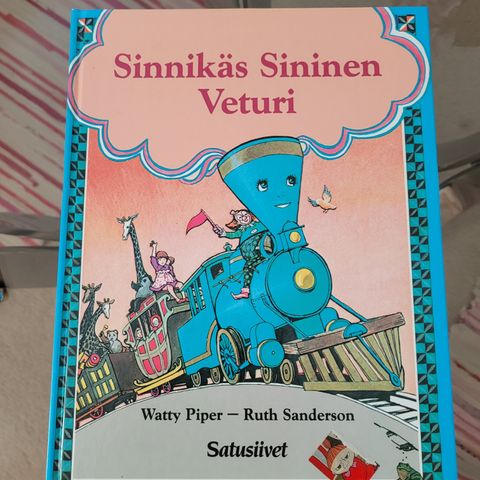 Sinnikäs Sininen
Veturi
Watty Piper – Ruth Sanderson
Satusiivet